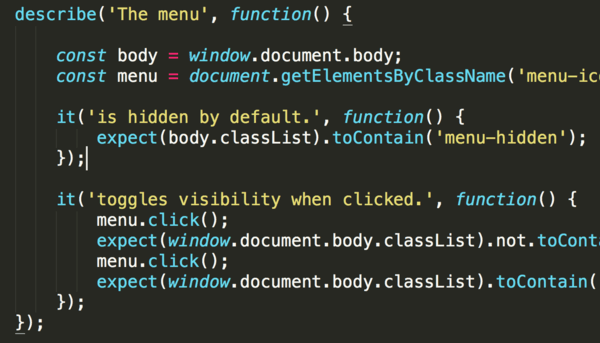 describe('The menu', function() {
const body = window.document.body;
const menu = document.getElementsByClassName('menu-ico
it('is hidden by default.', function() {
expect(body.classList).toContain('menu-hidden');
});
it('toggles visibility when clicked.', function() {
menu.click();
expect(window.document.body.classList).not.toConta
menu.click();
expect(window.document.body.classList).toContain(
});
});